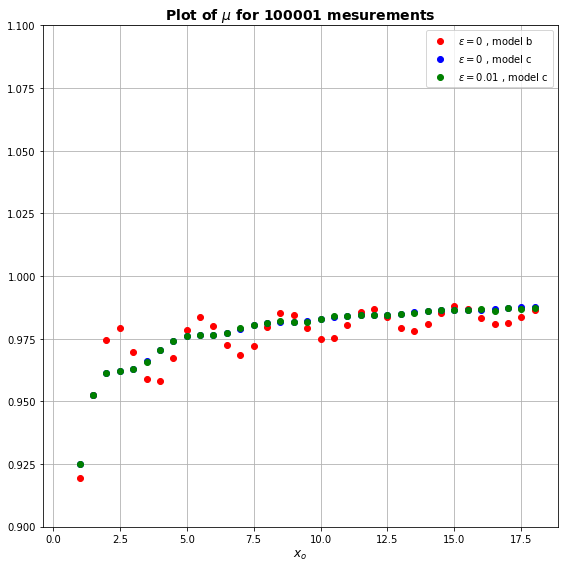 Plot of μ for 100001 mesurements
ε = 0 , model b
ε = 0 , model c
ε = 0.01 , model c
1.100
1.075
1.050
1.025
1.000
0.975
0.950
0.925
0.900
0.0 2.5 5.0 7.5 10.0 12.5 15.0 17.5
x_o